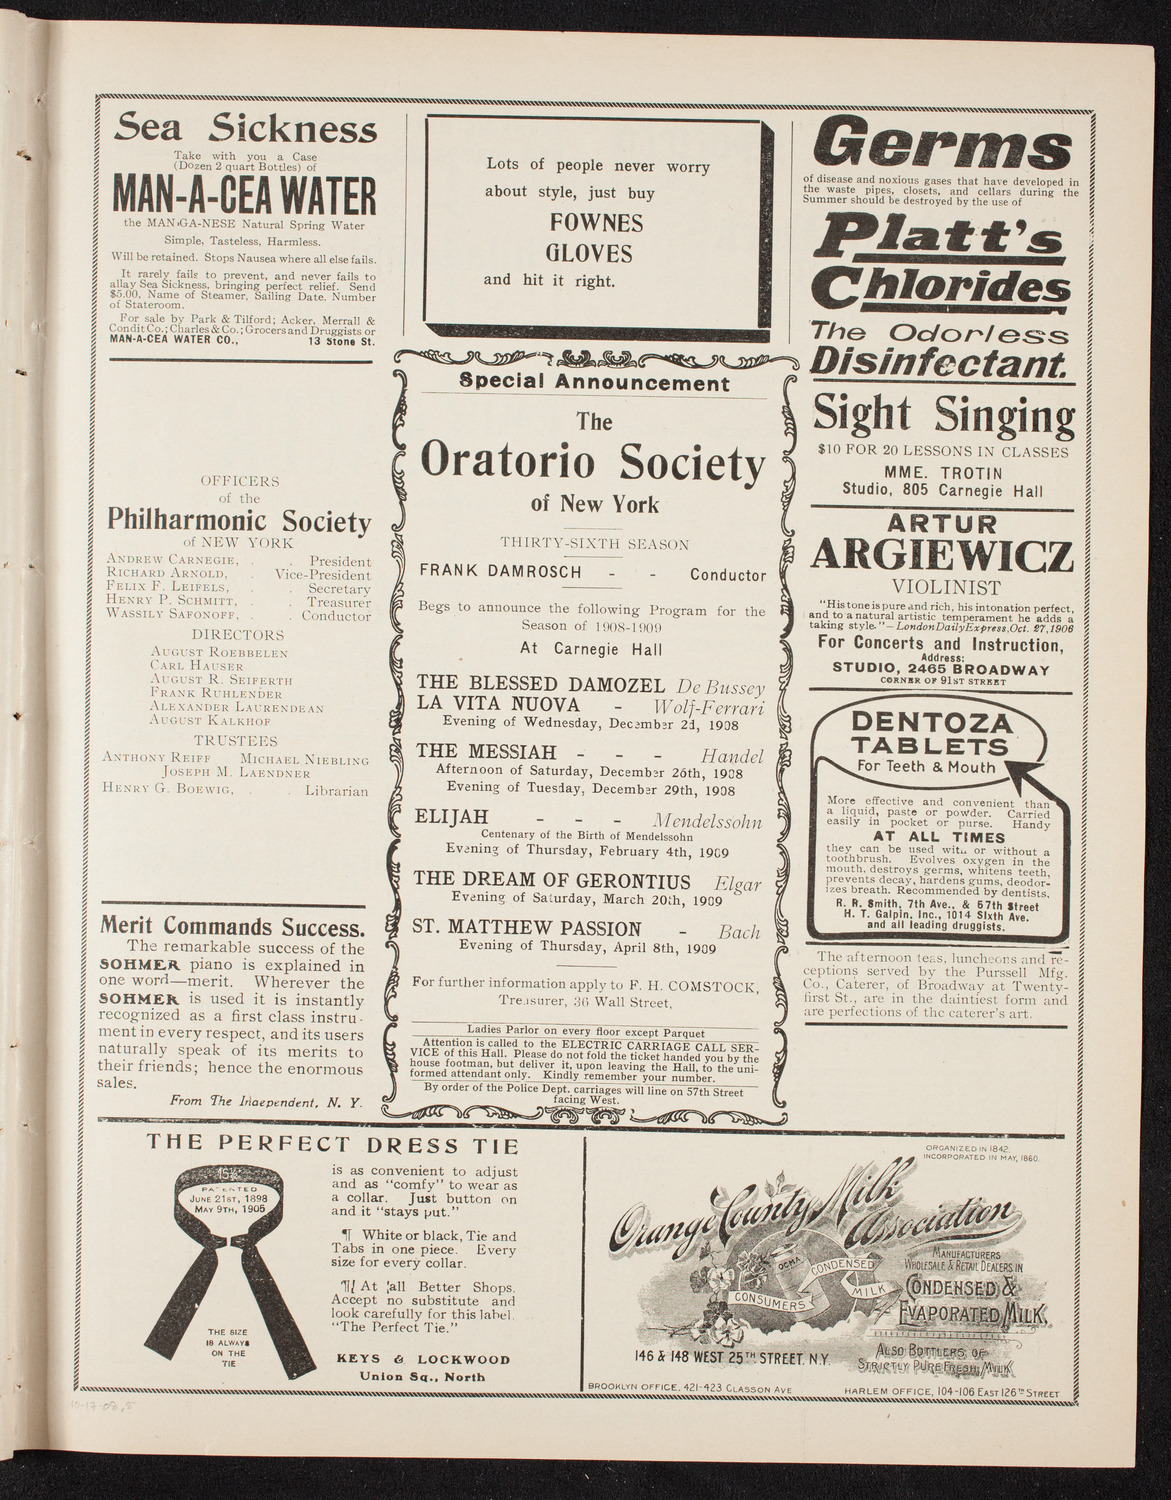 Sea Sickness
Take with you a Case
(Dozen 2 quart Bottles) of
MAN-A-CEA WATER
the MAN-GA-NESE Natural Spring Water
Simple, Tasteless, Harmless.
Will be retained. Stops Nausea where all else fails.
It rarely fails to prevent, and never fails to
allay Sea Sickness, bringing perfect relief. Send
$5.00, Name of Steamer, Sailing Date, Number
of Stateroom.
For sale by Park & Tilford; Acker, Merrall &
Condit Co.; Charles & Co.; Grocers and Druggists or
MAN-A-CEA WATER CO., 13 Stone St.
OFFICERS
of the
Philharmonic Society
of NEW YORK
ANDREW CARNEGIE, . . President
RICHARD ARNOLD, . Vice-President
FELIX F. LEIFELS, . . Secretary
HENRY P. SCHMITT, . . Treasurer
WASSILY SAFONOFF, . . Conductor
DIRECTORS
AUGUST ROEBBELEN
CARL HAUSER
AUGUST R. SEIFERTH
FRANK RUHLENDER
ALEXANDER LAURENDEAN
AUGUST KALKHOF
TRUSTEES
ANTHONY REIFF MICHAEL NIEBLING
JOSEPH M. LAENDNER
HENRY G. BOEWIG, . . Librarian
Merit Commands Success.
The remarkable success of the
SOHMER piano is explained in
one word—merit. Wherever the
SOHMER is used it is instantly
recognized as a first class instru-
ment in every respect, and its users
naturally speak of its merits to
their friends; hence the enormous
sales.
From The Independent, N. Y.
Lots of people never worry
about style, just buy
FOWNES
GLOVES
and hit it right.
Special Announcement
The
Oratorio Society
of New York
THIRTY-SIXTH SEASON
FRANK DAMROSCH - - Conductor
Begs to announce the following Program for the
Season of 1908-1909
At Carnegie Hall
THE BLESSED DAMOZEL De Bussey
LA VITA NUOVA - Wolf-Ferrari
Evening of Wednesday, December 2d, 1908
THE MESSIAH - - - Handel
Afternoon of Saturday, December 26th, 1908
Evening of Tuesday, December 29th, 1908
ELIJAH - - - Mendelssohn
Centenary of the Birth of Mendelssohn
Evening of Thursday, February 4th, 1909
THE DREAM OF GERONTIUS Elgar
Evening of Saturday, March 20th, 1909
ST. MATTHEW PASSION - Bach
Evening of Thursday, April 8th, 1909
For further information apply to F. H. COMSTOCK,
Treasurer, 36 Wall Street,
Ladies Parlor on every floor except Parquet
Attention is called to the ELECTRIC CARRIAGE CALL SER-
VICE of this Hall. Please do not fold the ticket handed you by the
house footman, but deliver it, upon leaving the Hall, to the uni-
formed attendant only. Kindly remember your number.
By order of the Police Dept. carriages will line on 57th Street
facing West.
Germs
of disease and noxious gases that have developed in
the waste pipes, closets, and cellars during the
Summer should be destroyed by the use of
Platt's
Chlorides
The Odorless
Disinfectant.
Sight Singing
$10 FOR 20 LESSONS IN CLASSES
MME. TROTIN
Studio, 805 Carnegie Hall
ARTUR
ARGIEWICZ
VIOLINIST
"His tone is pure and rich, his intonation perfect,
and to a natural artistic temperament he adds a
taking style."—London Daily Express, Oct. 27, 1906
For Concerts and Instruction,
Address:
STUDIO, 2465 BROADWAY
CORNER OF 91ST STREET
DENTOZA
TABLETS
For Teeth & Mouth
More effective and convenient than
a liquid, paste or powder. Carried
easily in pocket or purse. Handy
AT ALL TIMES
they can be used with or without a
toothbrush. Evolves oxygen in the
mouth, destroys germs, whitens teeth,
prevents decay, hardens gums, deodor-
izes breath. Recommended by dentists.
R. R. Smith, 7th Ave., & 57th Street
H. T. Galpin, Inc., 1014 Sixth Ave.
and all leading druggists.
The afternoon teas, luncheons and re-
ceptions served by the Purssell Mfg.
Co., Caterer, of Broadway at Twenty-
first St., are in the daintiest form and
are perfections of the caterer's art.
THE PERFECT DRESS TIE
15½
PATENTED
JUNE 21ST, 1898
MAY 9TH, 1905
THE SIZE
IS ALWAYS
ON THE
TIE
is as convenient to adjust
and as "comfy" to wear as
a collar. Just button on
and it "stays put."
¶ White or black, Tie and
Tabs in one piece. Every
size for every collar.
¶ At all Better Shops.
Accept no substitute and
look carefully for this label.
"The Perfect Tie."
KEYS & LOCKWOOD
Union Sq., North
ORGANIZED IN 1842.
INCORPORATED IN MAY, 1860.
Orange County Milk
Association
MANUFACTURERS
WHOLESALE & RETAIL DEALERS IN
CONDENSED &
EVAPORATED MILK,
OCMA
CONSUMERS
CONDENSED
MILK
ALSO BOTTLERS OF
STRICTLY PURE FRESH MILK
146 & 148 WEST 25TH STREET, N.Y.
BROOKLYN OFFICE, 421-423 CLASSON AVE
HARLEM OFFICE, 104-106 EAST 126TH STREET
10-17-08,5